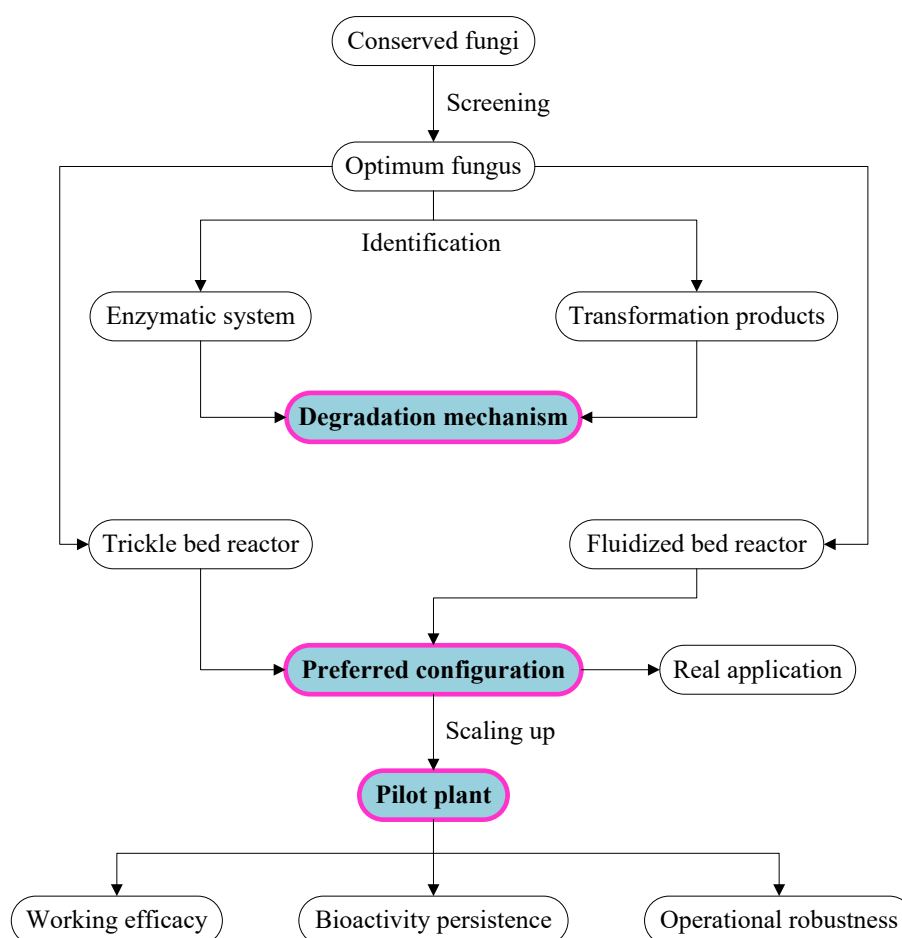 Conserved fungi
Screening
Optimum fungus
Identification
Enzymatic system
Transformation products
Degradation mechanism
Trickle bed reactor
Fluidized bed reactor
Preferred configuration
Real application
Scaling up
Pilot plant
Working efficacy
Bioactivity persistence
Operational robustness